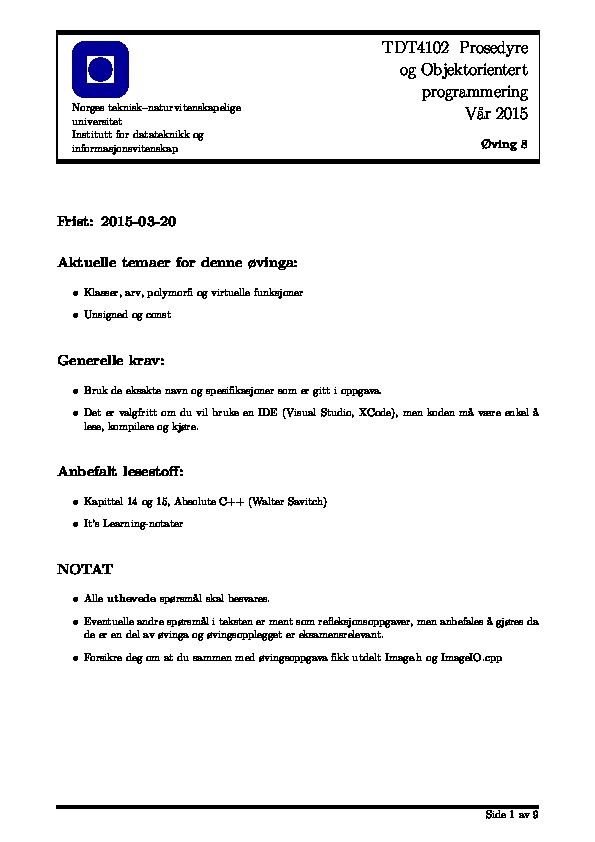 TDT4102 Prosedyre
og Objektorientert
programmering
Vår 2015
Norges teknisk–naturvitenskapelige
universitet
Institutt for datateknikk og
informasjonsvitenskap
Øving 8
Frist: 2015-03-20
Aktuelle temaer for denne øvinga:
• Klasser, arv, polymorfi og virtuelle funksjoner
• Unsigned og const
Generelle krav:
• Bruk de eksakte navn og spesifikasjoner som er gitt i oppgava.
• Det er valgfritt om du vil bruke en IDE (Visual Studio, XCode), men koden må være enkel å
lese, kompilere og kjøre.
Anbefalt lesestoff:
• Kapittel 14 og 15, Absolute C++ (Walter Savitch)
• It's Learning-notater
NOTAT
• Alle uthevede spørsmål skal besvares.
• Eventuelle andre spørsmål i teksten er ment som refleksjonsoppgaver, men anbefales å gjøres da
de er en del av øvinga og øvingsopplegget er eksamensrelevant.
• Forsikre deg om at du sammen med øvingsoppgava fikk utdelt Image.h og ImageIO.cpp
Side 1 av 9